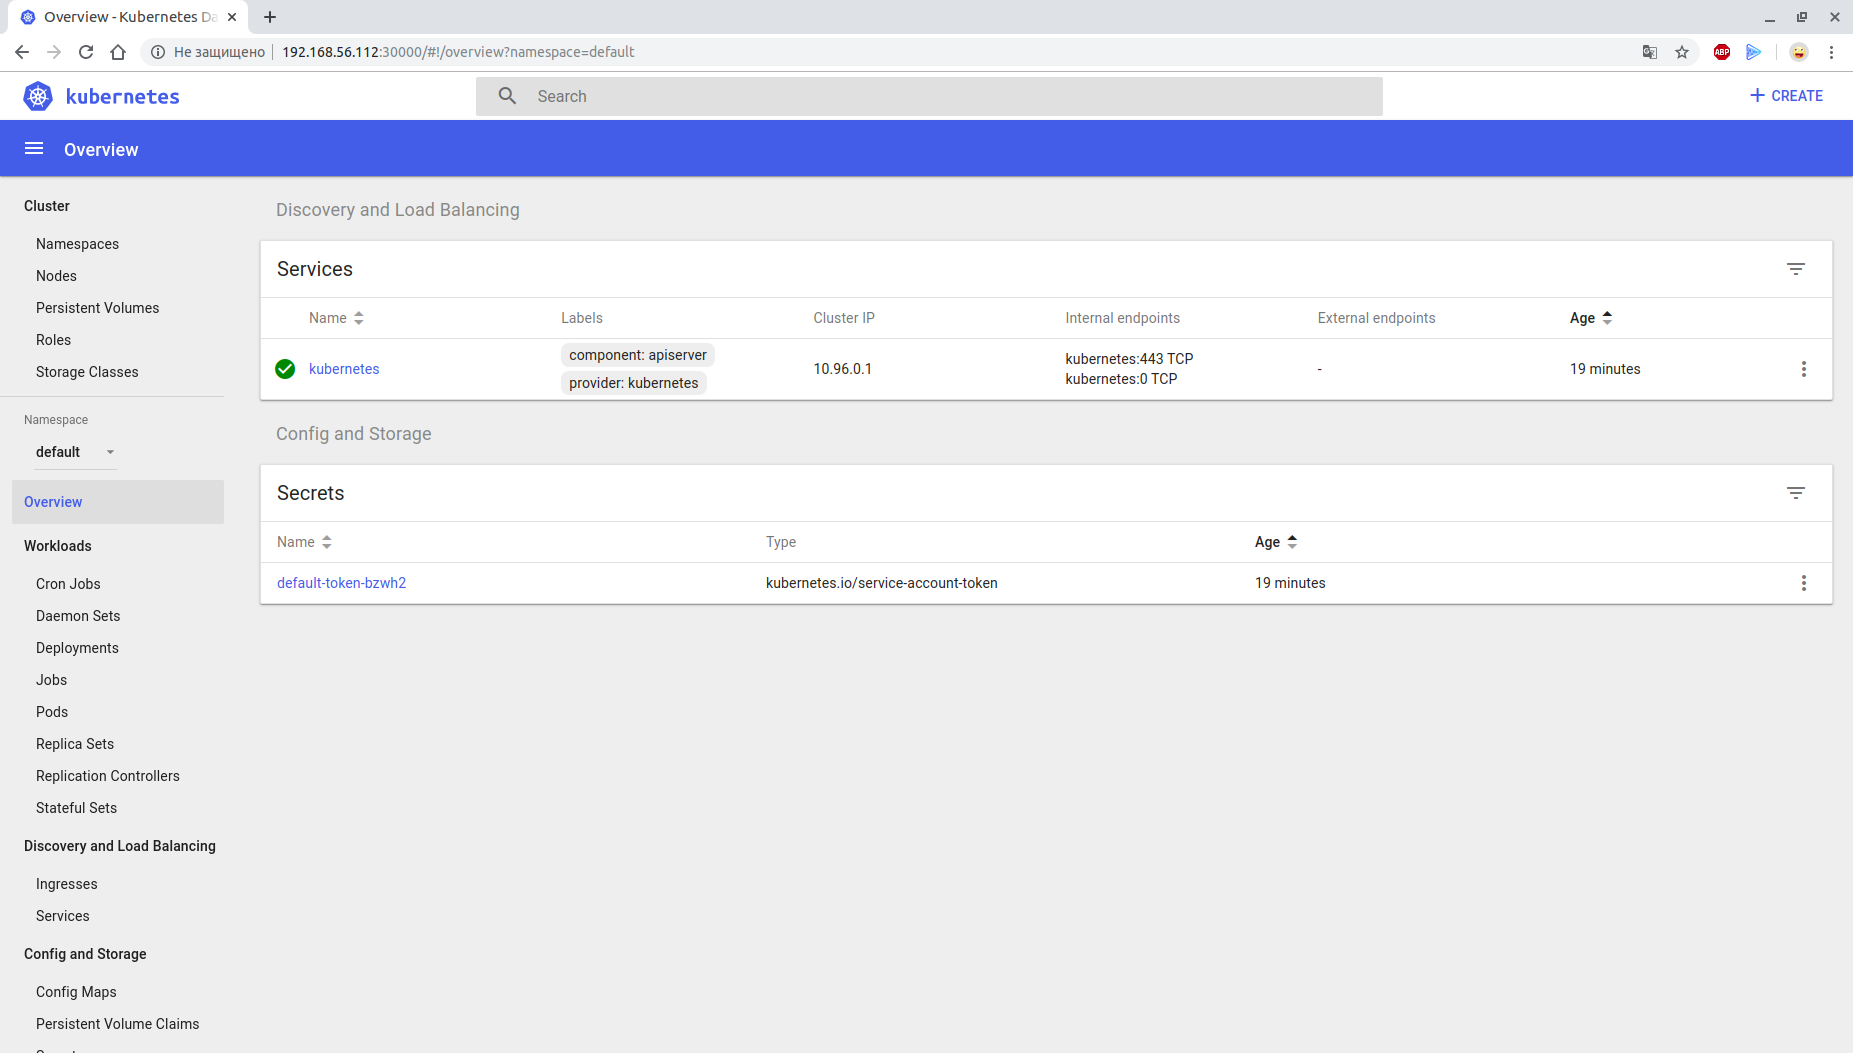 Overview - Kubernetes Da
Не защищено 192.168.56.112:30000/#!/overview?namespace=default
ABP
kubernetes
Search
CREATE
Overview
Cluster
Namespaces
Nodes
Persistent Volumes
Roles
Storage Classes
Namespace
default
Overview
Workloads
Cron Jobs
Daemon Sets
Deployments
Jobs
Pods
Replica Sets
Replication Controllers
Stateful Sets
Discovery and Load Balancing
Ingresses
Services
Config and Storage
Config Maps
Persistent Volume Claims
Discovery and Load Balancing
Services
Name Labels Cluster IP Internal endpoints External endpoints Age
kubernetes component: apiserver 10.96.0.1 kubernetes:443 TCP - 19 minutes
provider: kubernetes kubernetes:0 TCP
Config and Storage
Secrets
Name Type Age
default-token-bzwh2 kubernetes.io/service-account-token 19 minutes